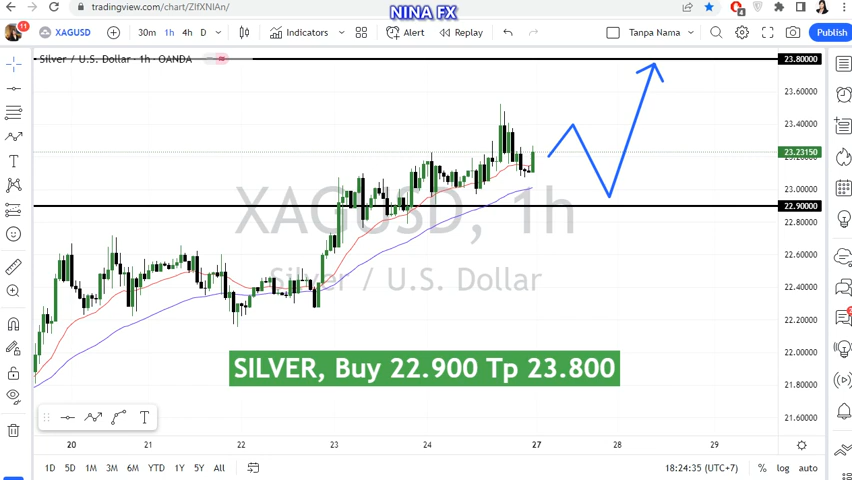 tradingview.com/chart/ZIfXNIAn/
NINA FX
11
XAGUSD
30m 1h 4h D
Indicators
Alert
Replay
Tanpa Nama
Publish
4
Silver / U.S. Dollar · 1h · OANDA
23.80000
23.60000
23.40000
23.23150
23.00000
22.90000
22.80000
22.60000
22.40000
22.20000
22.00000
21.80000
21.60000
XAGUSD, 1h
Silver / U.S. Dollar
SILVER, Buy 22.900 Tp 23.800
20 21 22 23 24 27 28 29
1D 5D 1M 3M 6M YTD 1Y 5Y All
18:24:35 (UTC+7) % log auto